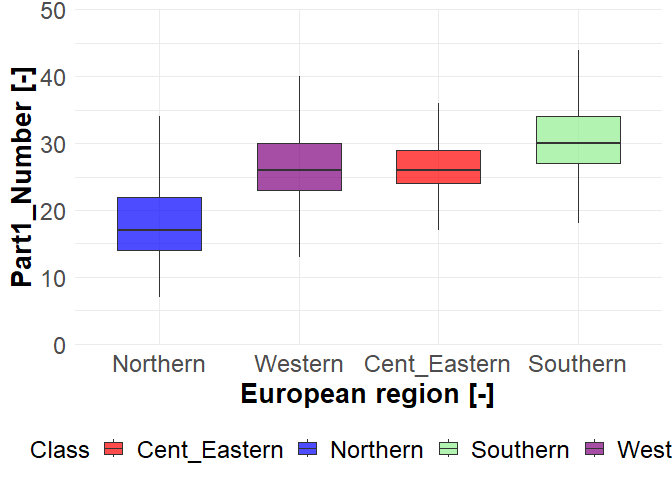 50
40
30
20
10
0
Part1_Number [-]
Northern Western Cent_Eastern Southern
European region [-]
Class Cent_Eastern Northern Southern West